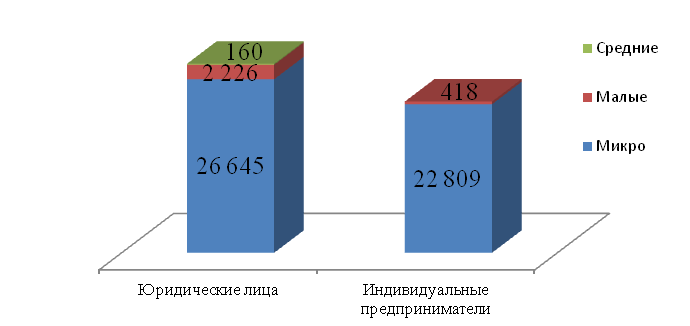 160
2 226
26 645
418
22 809
Средние
Малые
Микро
Юридические лица
Индивидуальные
предприниматели